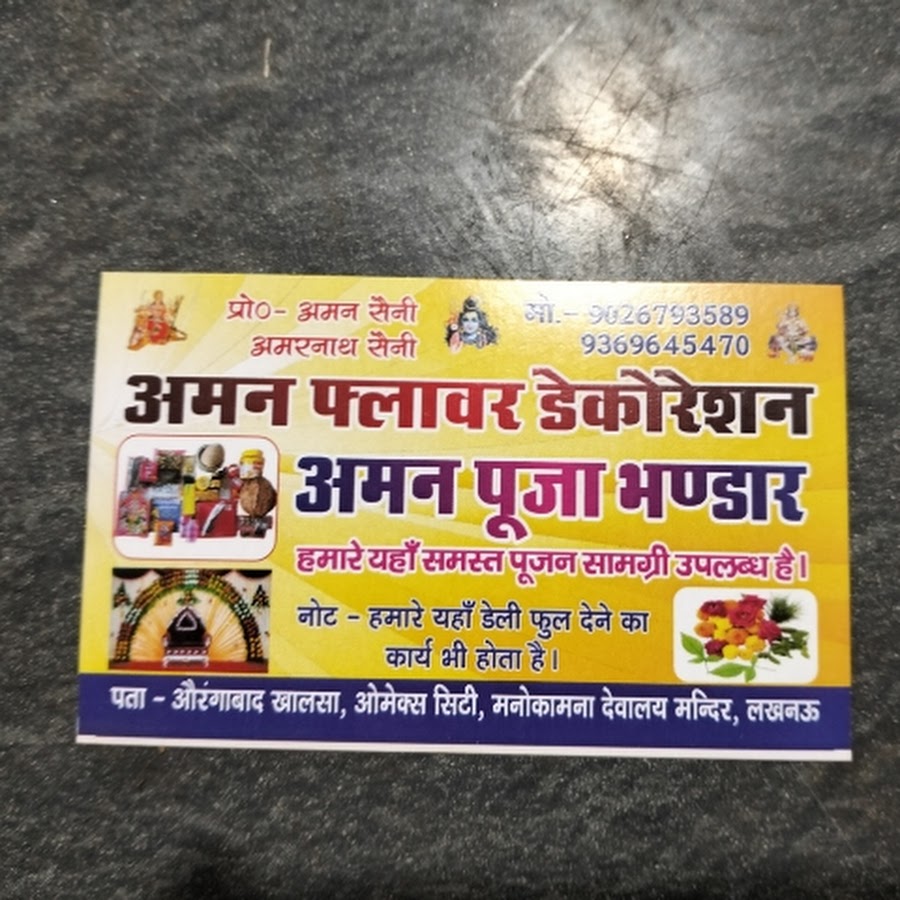 प्रो०- अमन सैनी
अमरनाथ सैनी
मो.- 9026793589
9369645470
अमन फ्लावर डेकोरेशन
अमन पूजा भण्डार
हमारे यहाँ समस्त पूजन सामग्री उपलब्ध है।
नोट - हमारे यहाँ डेली फुल देने का
कार्य भी होता है।
पता - औरंगाबाद खालसा, ओमेक्स सिटी, मनोकामना देवालय मन्दिर, लखनऊ